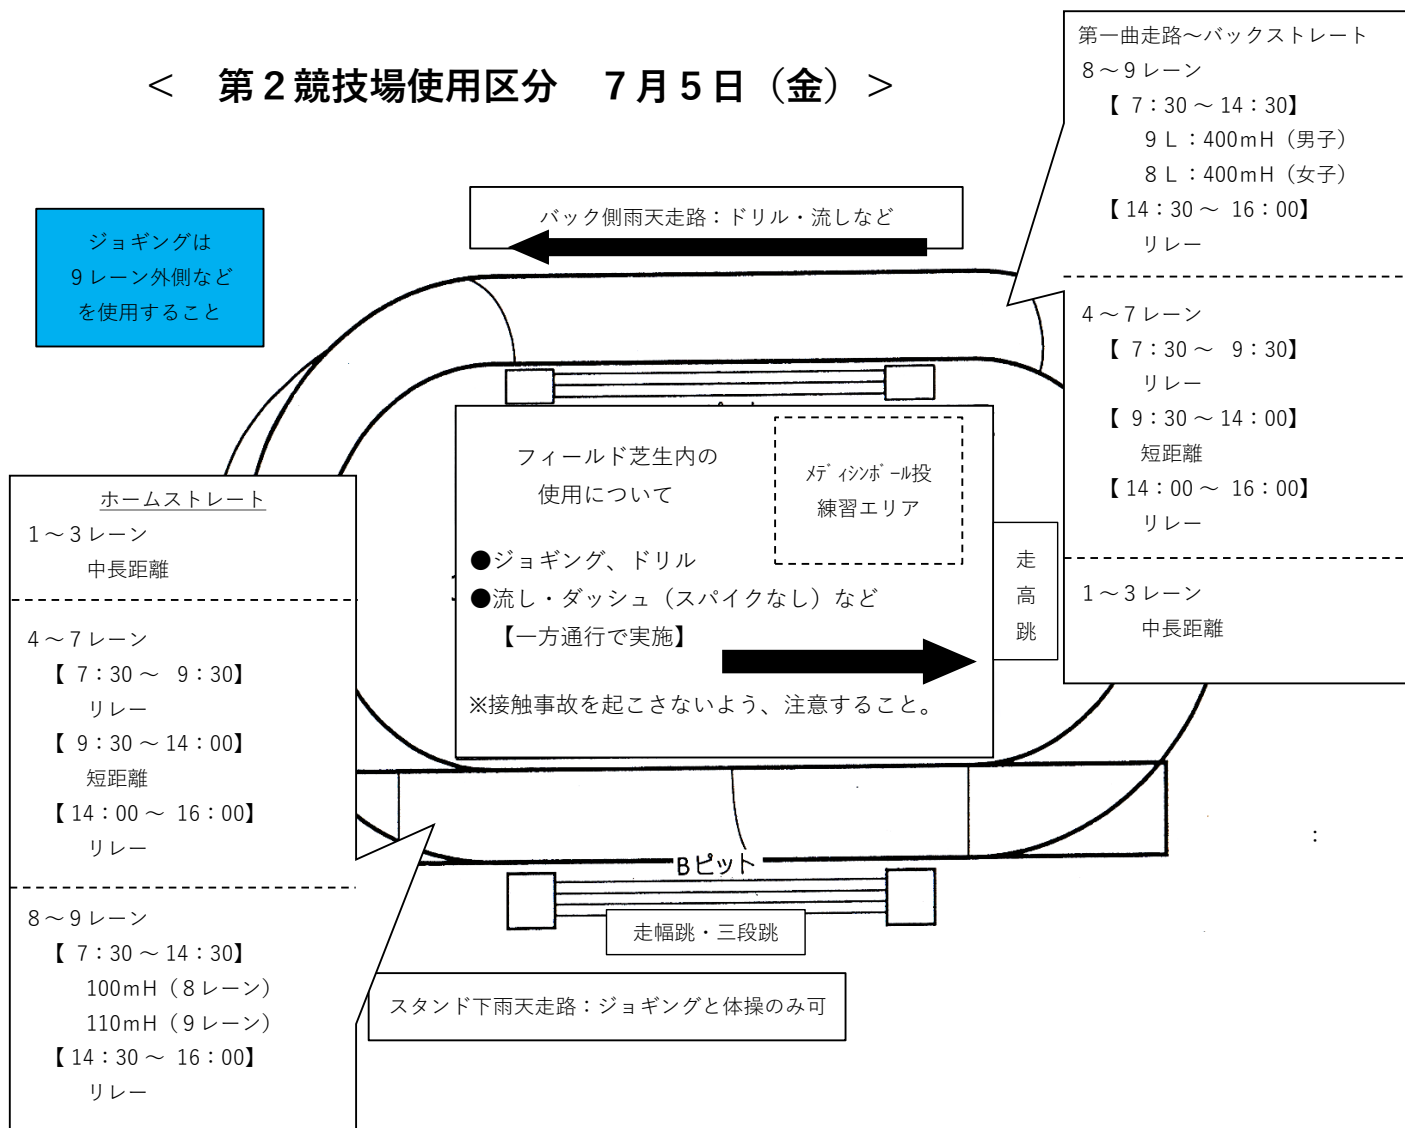 ＜　第２競技場使用区分　７月５日（金）＞
第一曲走路～バックストレート
8～9レーン
【 7：30 ～ 14：30】
9 L ：400mH（男子）
8 L ：400mH（女子）
【 14：30 ～ 16：00】
リレー
4～7レーン
【 7：30 ～ 9：30】
リレー
【 9：30 ～ 14：00】
短距離
【 14：00 ～ 16：00】
リレー
1～3レーン
中長距離
バック側雨天走路：ドリル・流しなど
ジョギングは
9レーン外側など
を使用すること
フィールド芝生内の
使用について
●ジョギング、ドリル
●流し・ダッシュ（スパイクなし）など
【一方通行で実施】
※接触事故を起こさないよう、注意すること。
ﾒﾃﾞｨｼﾝﾎﾞｰﾙ投
練習エリア
走
高
跳
ホームストレート
1～3レーン
中長距離
4～7レーン
【 7：30 ～ 9：30】
リレー
【 9：30 ～ 14：00】
短距離
【 14：00 ～ 16：00】
リレー
8～9レーン
【 7：30 ～ 14：30】
100mH（8レーン）
110mH（9レーン）
【 14：30 ～ 16：00】
リレー
Bピット
走幅跳・三段跳
スタンド下雨天走路：ジョギングと体操のみ可
：